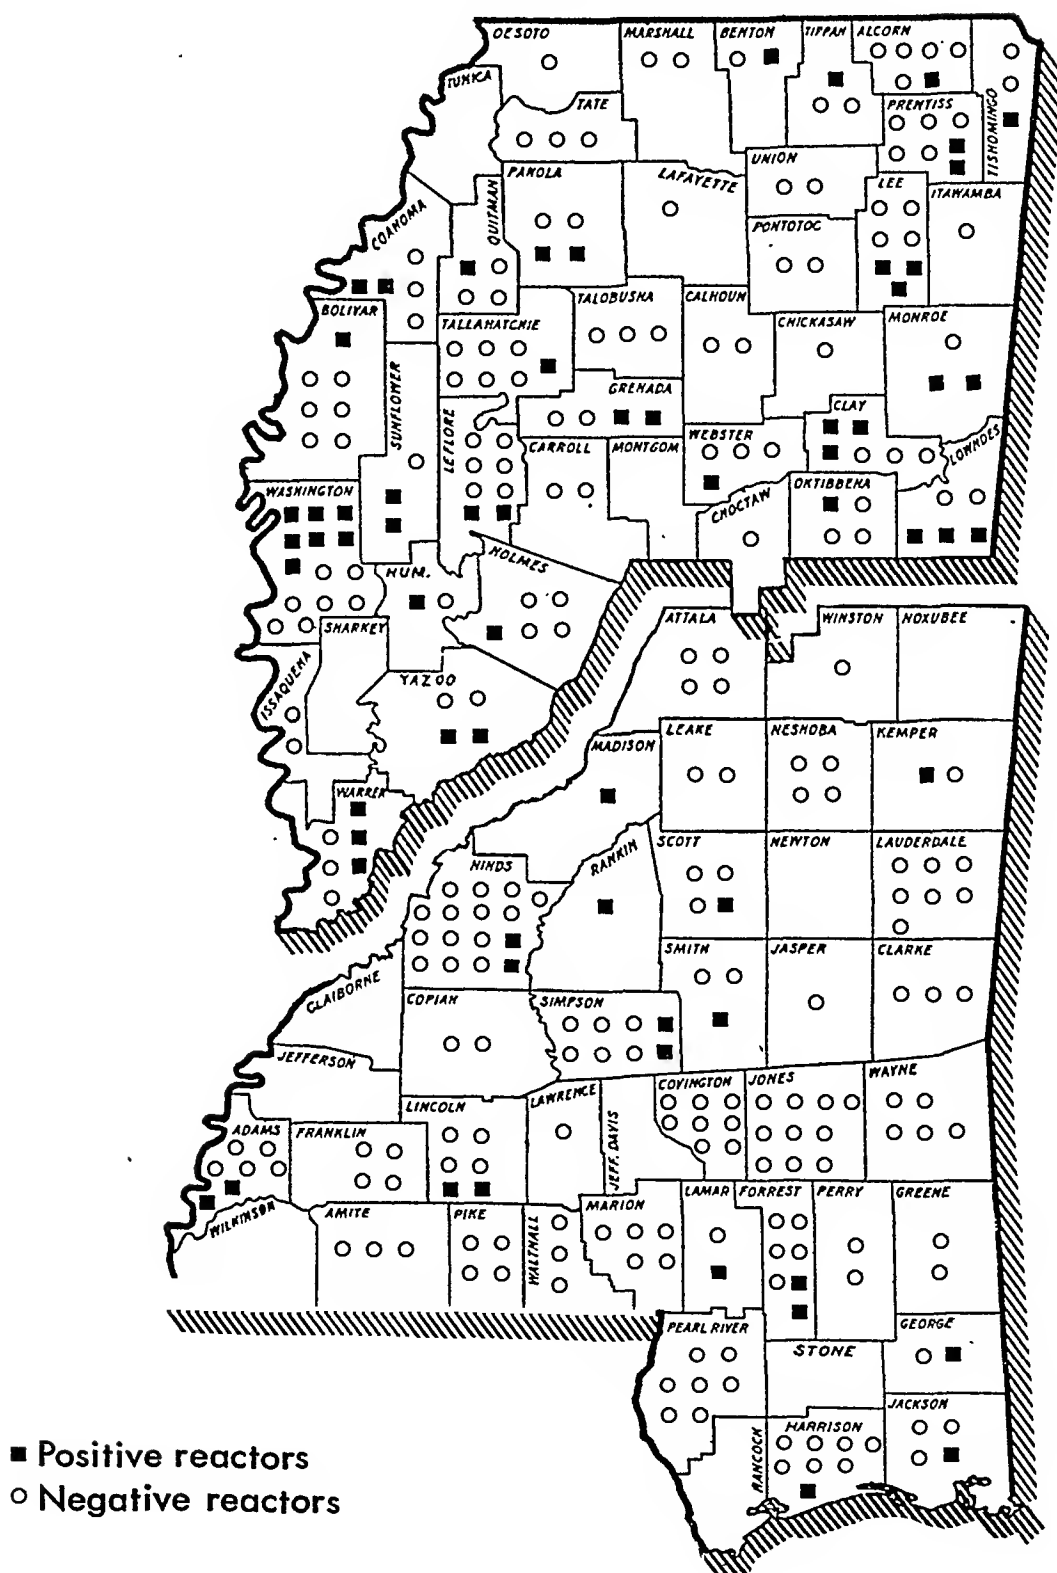 DESOTO
MARSHALL
BENTON
TIPPAH
ALCORN
TUNICA
TATE
PRENTISS
TISHOMINGO
PANOLA
LAFAYETTE
UNION
LEE
ITAWAMBA
COAHOMA
QUITMAN
PONTOTOC
BOLIVAR
TALLAHATCHIE
YALOBUSHA
CALHOUN
CHICKASAW
MONROE
SUNFLOWER
GRENADA
CLAY
LEFLORE
CARROLL
MONTGOM
WEBSTER
LOWNDES
WASHINGTON
CHOCTAW
OKTIBBEHA
HUM.
HOLMES
SHARKEY
ATTALA
WINSTON
NOXUBEE
ISSAQUENA
YAZOO
MADISON
LEAKE
NESHOBA
KEMPER
WARREN
HINDS
RANKIN
SCOTT
NEWTON
LAUDERDALE
CLAIBORNE
COPIAH
SIMPSON
SMITH
JASPER
CLARKE
JEFFERSON
LINCOLN
LAWRENCE
JEFF. DAVIS
COVINGTON
JONES
WAYNE
ADAMS
FRANKLIN
WILKINSON
AMITE
PIKE
WALTHALL
MARION
LAMAR
FORREST
PERRY
GREENE
PEARL RIVER
STONE
GEORGE
HANCOCK
HARRISON
JACKSON
Positive reactors
Negative reactors